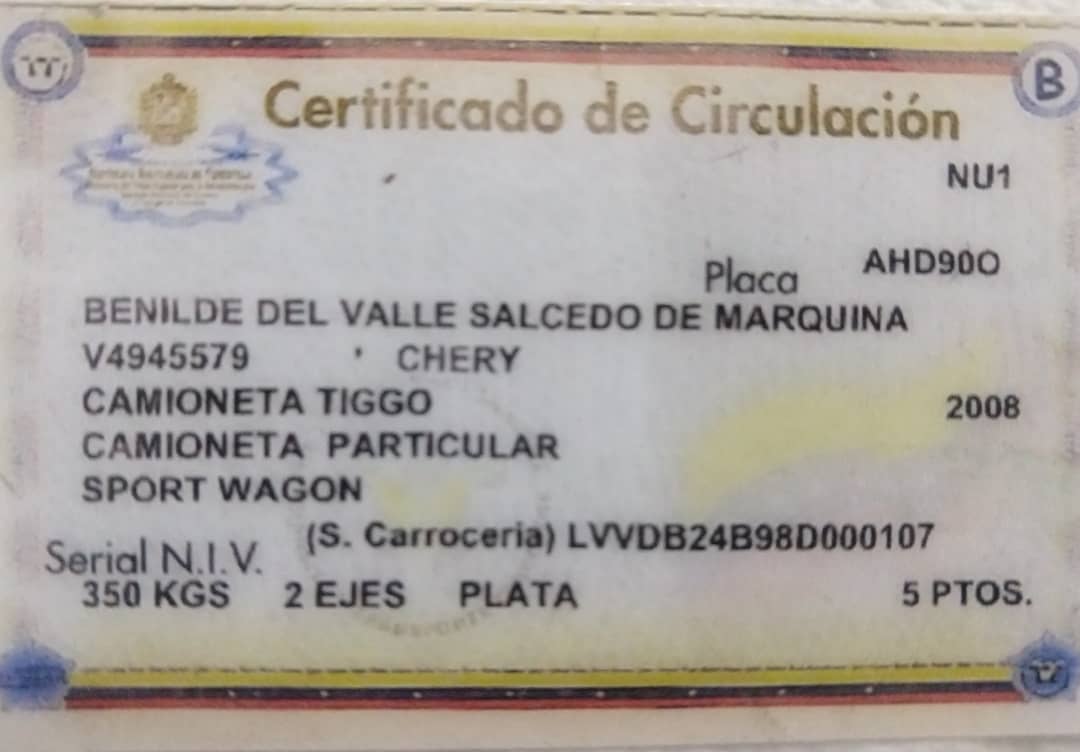 B
Certificado de Circulación
NU1
Placa AHD90O
BENILDE DEL VALLE SALCEDO DE MARQUINA
V4945579 CHERY
CAMIONETA TIGGO 2008
CAMIONETA PARTICULAR
SPORT WAGON
Serial N.I.V. (S. Carroceria) LVVDB24B98D000107
350 KGS 2 EJES PLATA 5 PTOS.